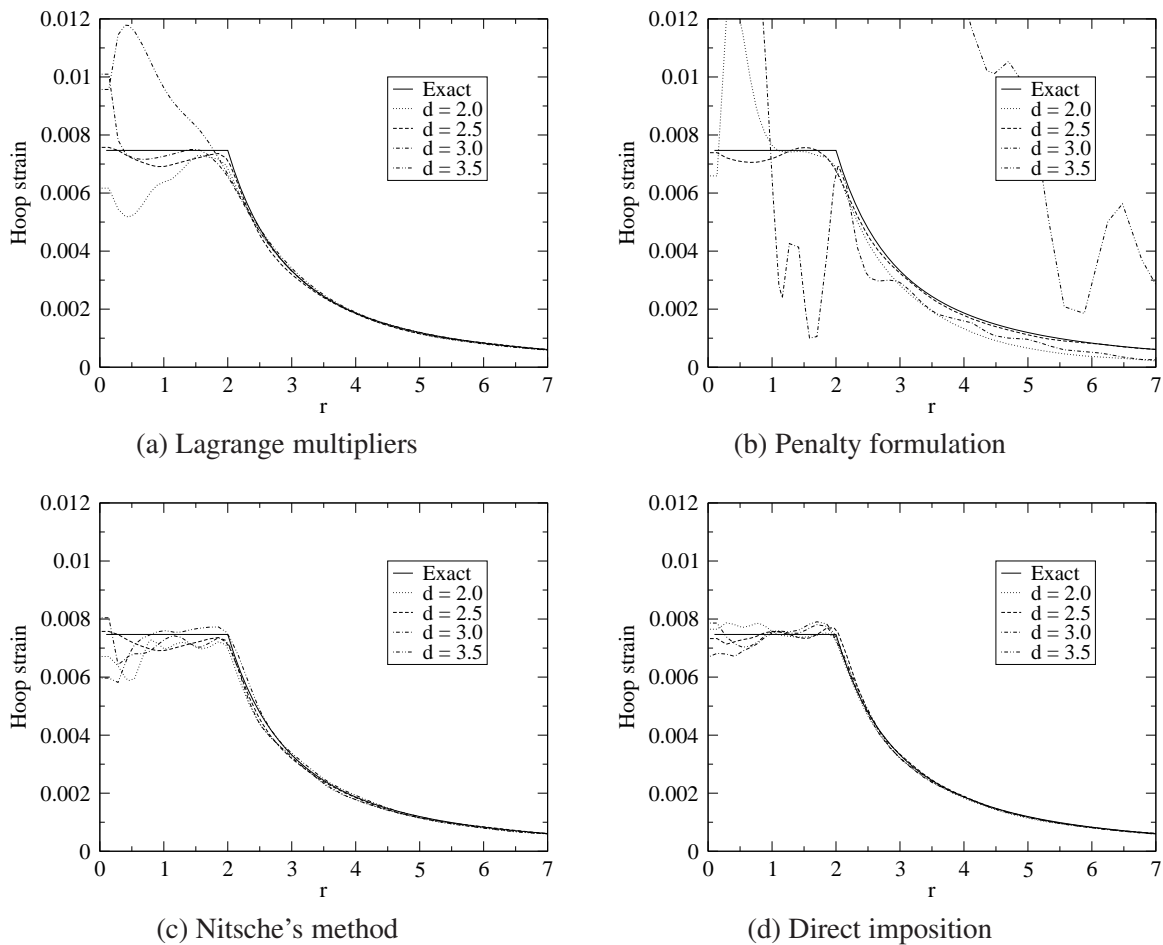 0.012
0.01
0.008
0.006
0.004
0.002
0
Hoop strain
0 1 2 3 4 5 6 7
r
Exact
d = 2.0
d = 2.5
d = 3.0
d = 3.5
(a) Lagrange multipliers
0.012
0.01
0.008
0.006
0.004
0.002
0
Hoop strain
0 1 2 3 4 5 6 7
r
Exact
d = 2.0
d = 2.5
d = 3.0
d = 3.5
(b) Penalty formulation
0.012
0.01
0.008
0.006
0.004
0.002
0
Hoop strain
0 1 2 3 4 5 6 7
r
Exact
d = 2.0
d = 2.5
d = 3.0
d = 3.5
(c) Nitsche's method
0.012
0.01
0.008
0.006
0.004
0.002
0
Hoop strain
0 1 2 3 4 5 6 7
r
Exact
d = 2.0
d = 2.5
d = 3.0
d = 3.5
(d) Direct imposition